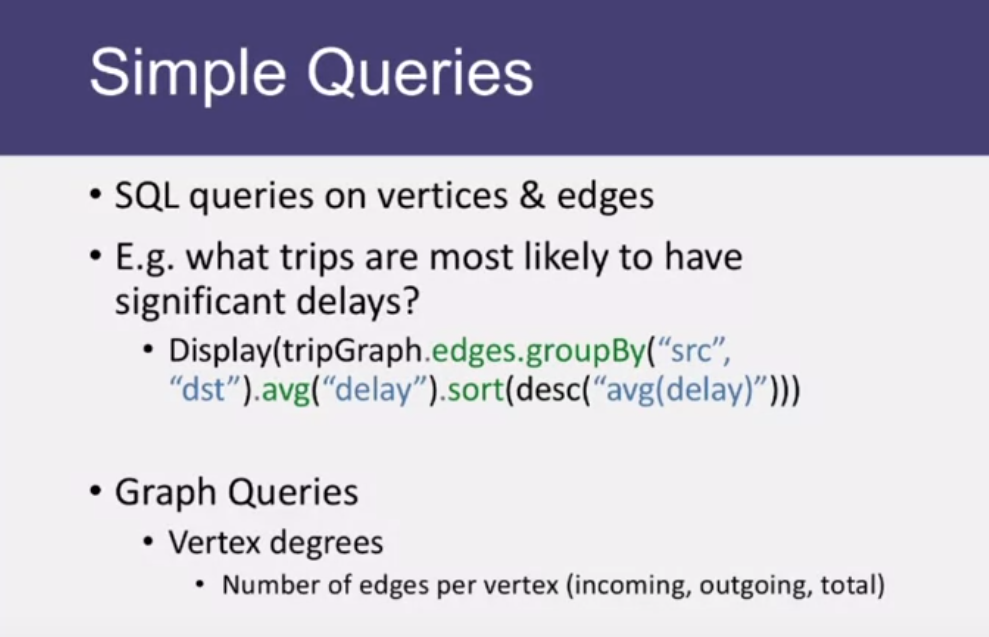 Simple Queries
• SQL queries on vertices & edges
• E.g. what trips are most likely to have
significant delays?
• Display(tripGraph.edges.groupBy(“src”,
“dst”).avg(“delay”).sort(desc(“avg(delay)”)))
• Graph Queries
• Vertex degrees
• Number of edges per vertex (incoming, outgoing, total)